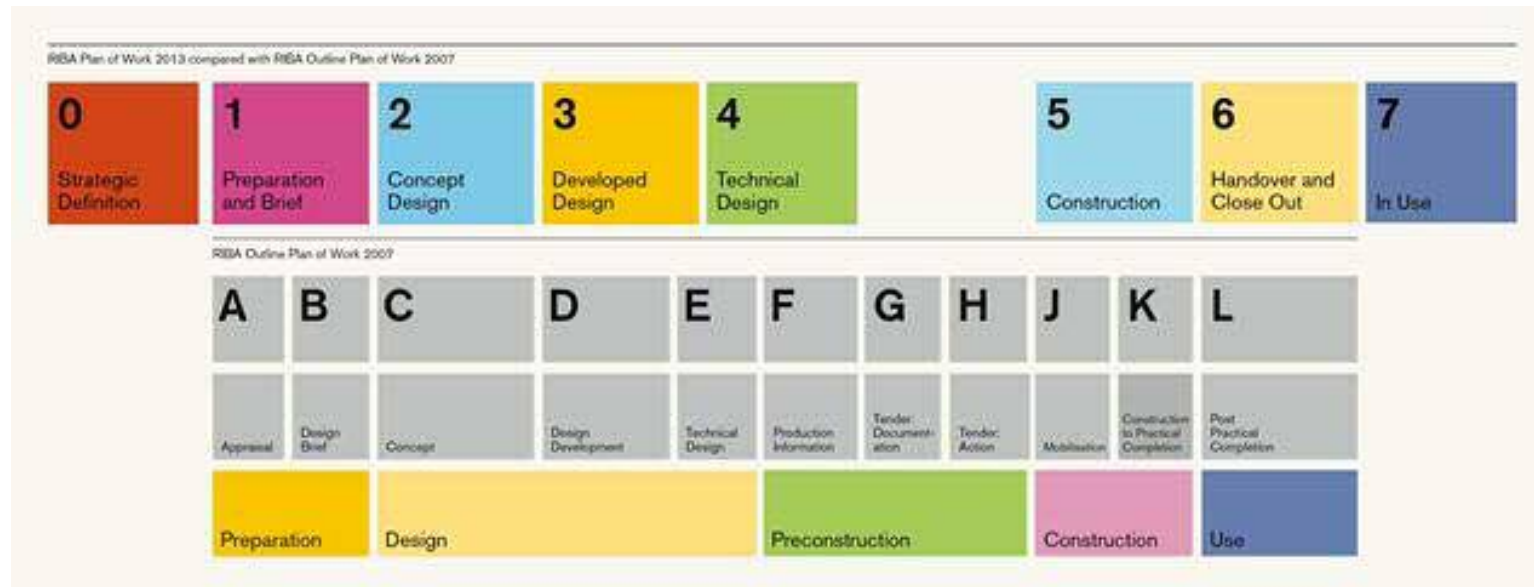 RIBA Plan of Work 2013 compared with RIBA Outline Plan of Work 2007
0
Strategic
Definition
1
Preparation
and Brief
2
Concept
Design
3
Developed
Design
4
Technical
Design
5
Construction
6
Handover and
Close Out
7
In Use
RIBA Outline Plan of Work 2007
A
B
C
D
E
F
G
H
J
K
L
Appraisal
Design
Brief
Concept
Design
Development
Technical
Design
Production
Information
Tender:
Document-
ation
Tender:
Action
Mobilisation
Construction
to Practical
Completion
Post
Practical
Completion
Preparation
Design
Preconstruction
Construction
Use